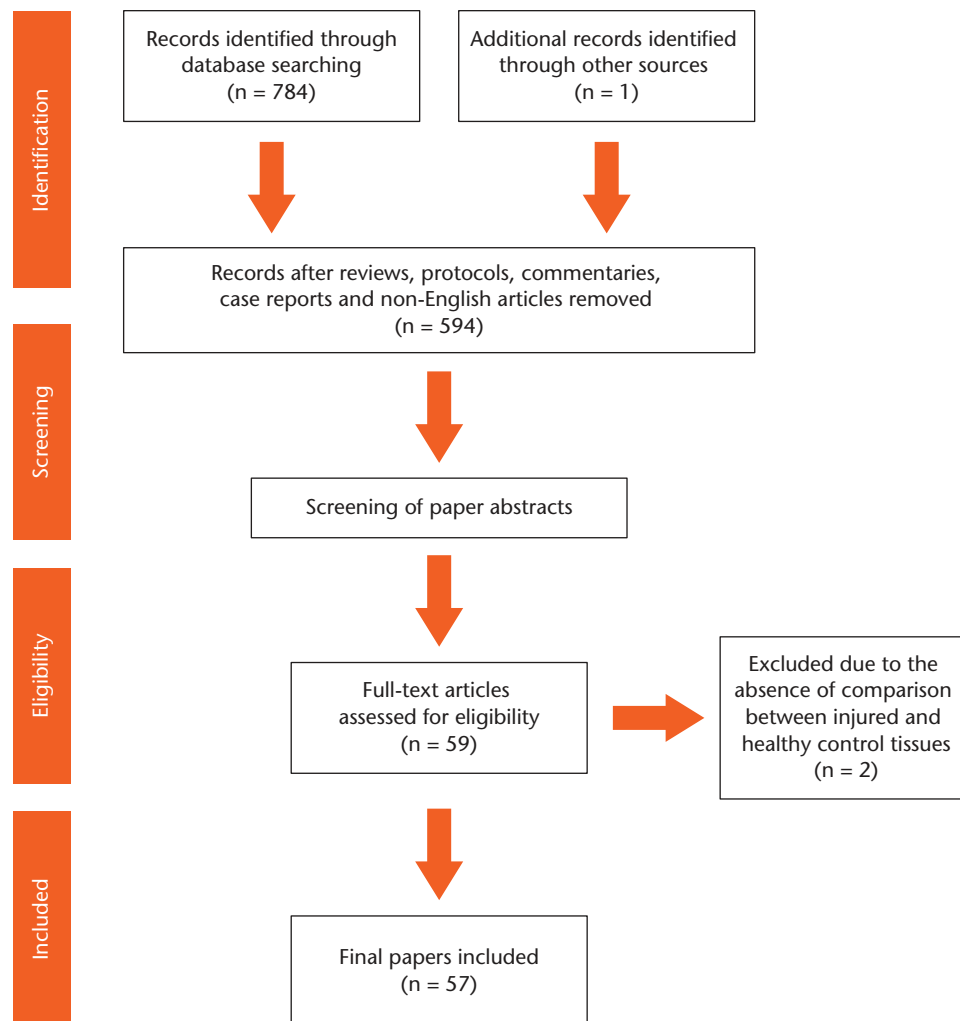 Identification
Records identified through
database searching
(n = 784)
Additional records identified
through other sources
(n = 1)
Records after reviews, protocols, commentaries,
case reports and non-English articles removed
(n = 594)
Screening
Screening of paper abstracts
Eligibility
Full-text articles
assessed for eligibility
(n = 59)
Excluded due to the
absence of comparison
between injured and
healthy control tissues
(n = 2)
Included
Final papers included
(n = 57)